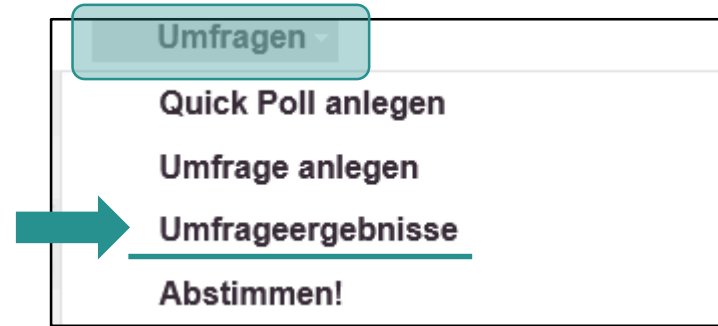 Umfragen
Quick Poll anlegen
Umfrage anlegen
Umfrageergebnisse
Abstimmen!